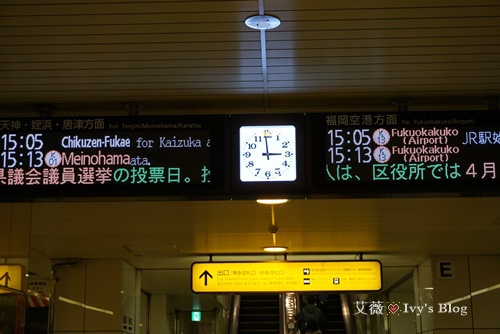 天神・姪浜・唐津方面 for Tenjin/Meinohama/Karatsu
15:05 Chikuzen-Fukae for Kaizuka a
15:13 K Meinohama ata
県議会議員選挙の投票日。
福岡空港方面 for Fukuokakuko(Airport)
15:05 K Fukuokakuko (Airport) JR駅
15:13 K Fukuokakuko (Airport)
人は、区役所では４月
出口
E
艾薇 Ivy's Blog